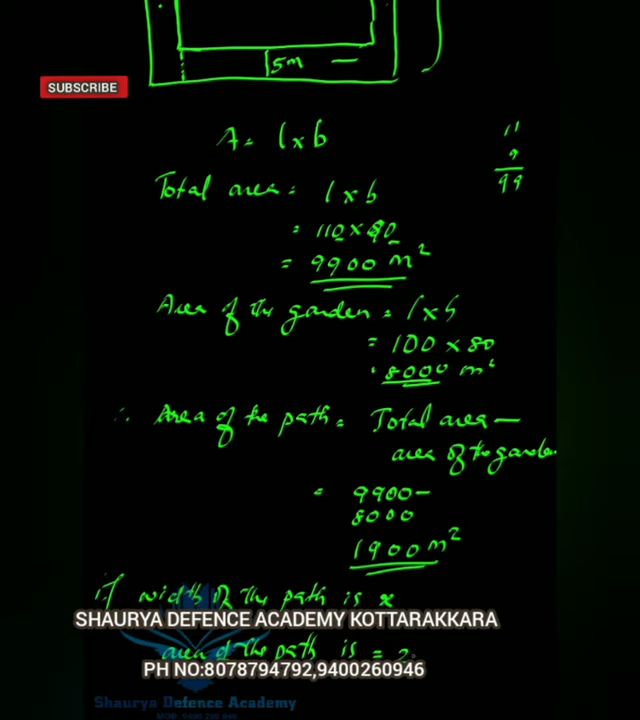 5m —
SUBSCRIBE
A = l x b
11
9
99
Total area = l x b
= 110 x 90
= 9900 m²
Area of the garden = l x b
= 100 x 80
= 8000 m²
∴ Area of the path = Total area —
area of the garden
= 9900 —
8000
1900 m²
if width of the path is x
SHAURYA DEFENCE ACADEMY KOTTARAKKARA
area of the path is = 2
PH NO:8078794792,9400260946
Shaurya Defence Academy